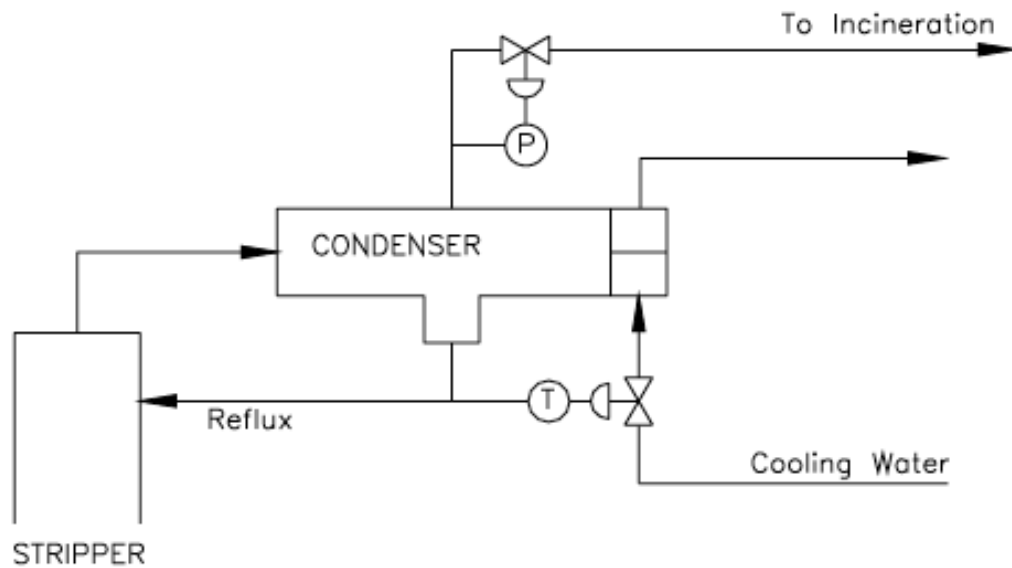 To Incineration
P
CONDENSER
T
Reflux
Cooling Water
STRIPPER